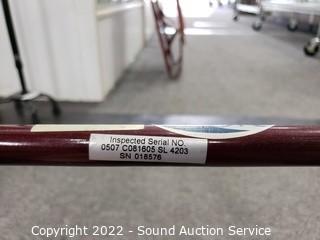 Inspected Serial NO.
0507 C081605 SL 4203
SN 018576
Copyright 2022 - Sound Auction Service